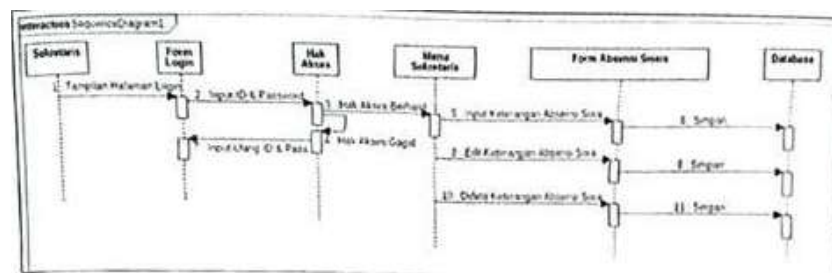 interaction SequenceDiagram1
Sekretaris
Form
Login
Hak
Akses
Menu
Sekretaris
Form Absensi Siswa
Database
1 : Tampilan Halaman Login
2 : Input ID & Password
3 : Hak Akses Berhasil
4 : Hak Akses Gagal
Input Ulang ID & Pass
5 : Input Keterangan Absensi Siswa
6 : Simpan
Edit Keterangan Absensi Siswa
Simpan
10 : Delete Keterangan Absensi Siswa
11 : Simpan